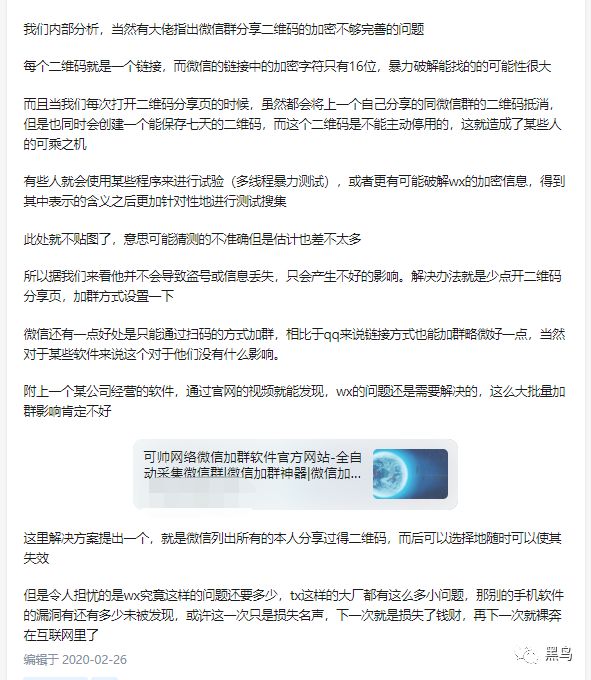 我们内部分析，当然有大佬指出微信群分享二维码的加密不够完善的问题
每个二维码就是一个链接，而微信的链接中的加密字符只有16位，暴力破解能找的的可能性很大
而且当我们每次打开二维码分享页的时候，虽然都会将上一个自己分享的同微信群的二维码抵消，
但是也同时会创建一个能保存七天的二维码，而这个二维码是不能主动停用的，这就造成了某些人
的可乘之机
有些人就会使用某些程序来进行试验（多线程暴力测试），或者更有可能破解wx的加密信息，得到
其中表示的含义之后更加针对性地进行测试搜集
此处就不贴图了，意思可能猜测的不准确但是估计也差不太多
所以据我们来看他并不会导致盗号或信息丢失，只会产生不好的影响。解决办法就是少点开二维码
分享页，加群方式设置一下
微信还有一点好处是只能通过扫码的方式加群，相比于qq来说链接方式也能加群略微好一点，当然
对于某些软件来说这个对于他们没有什么影响。
附上一个某公司经营的软件，通过官网的视频就能发现，wx的问题还是需要解决的，这么大批量加
群影响肯定不好
可帅网络微信加群软件官方网站-全自
动采集微信群|微信加群神器|微信加...
这里解决方案提出一个，就是微信列出所有的本人分享过得二维码，而后可以选择地随时可以使其
失效
但是令人担忧的是wx究竟这样的问题还要多少，tx这样的大厂都有这么多小问题，那别的手机软件
的漏洞有还有多少未被发现，或许这一次只是损失名声，下一次就是损失了钱财，再下一次就裸奔
在互联网里了
编辑于 2020-02-26
黑鸟